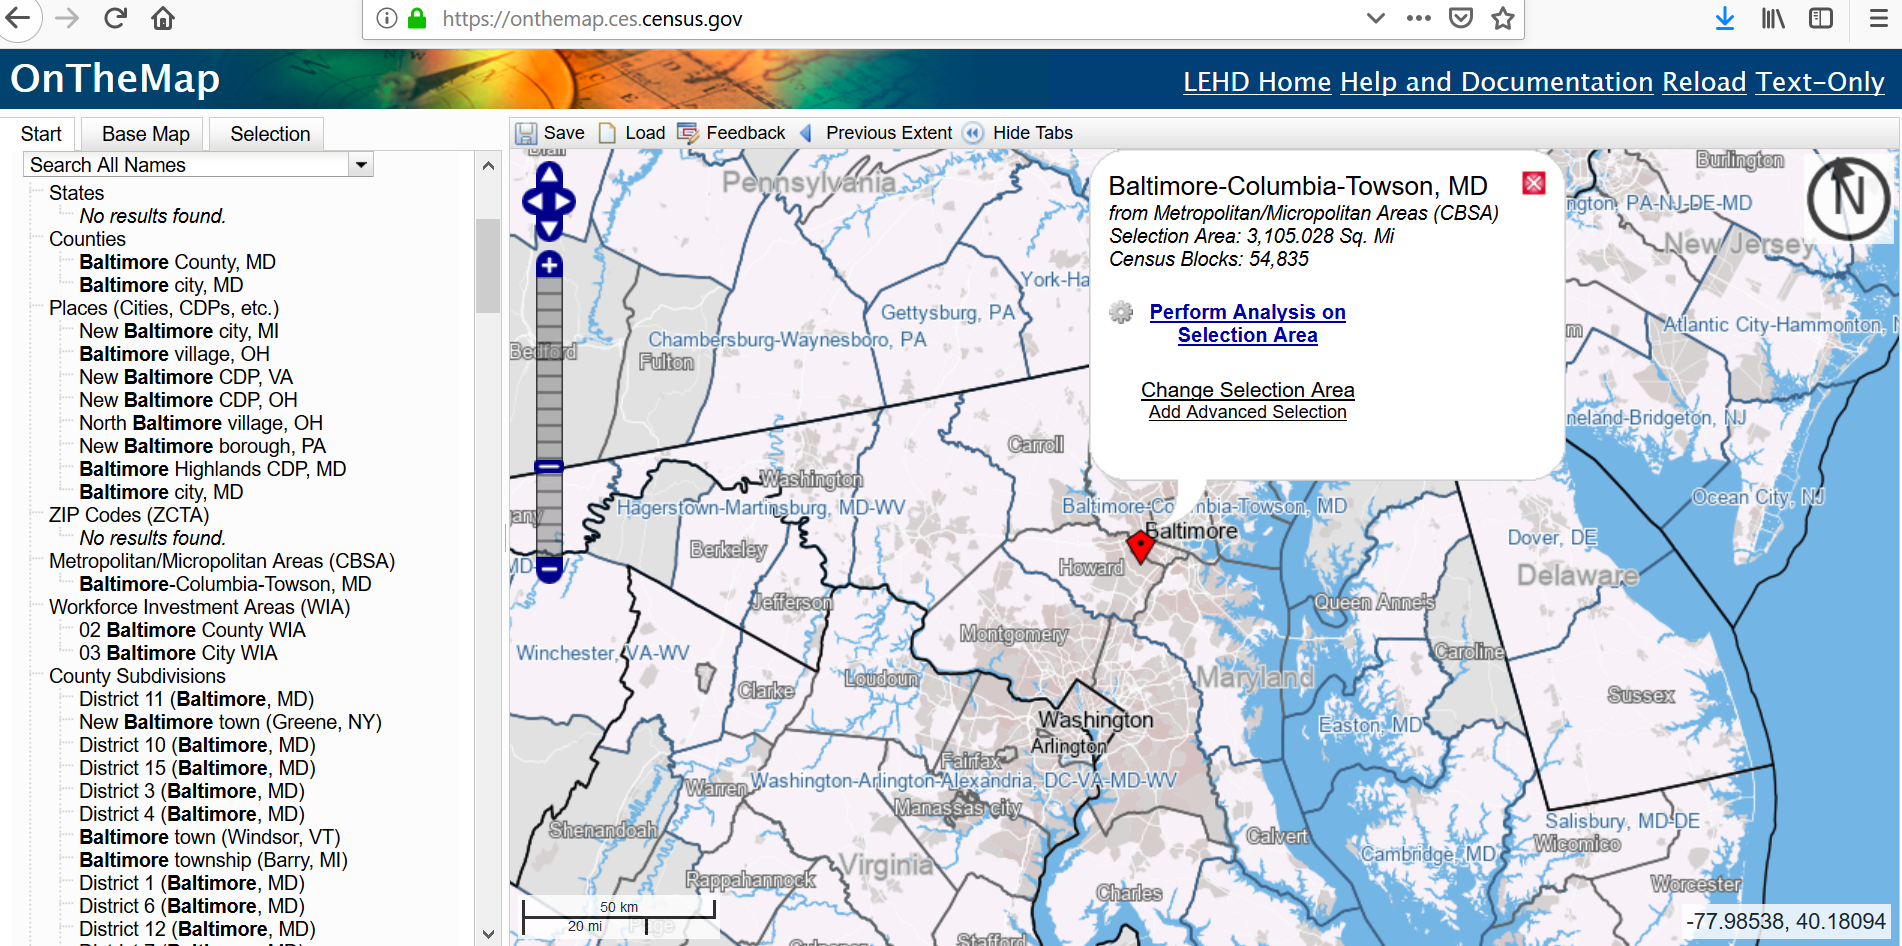 https://onthemap.ces.census.gov
OnTheMap
LEHD Home Help and Documentation Reload Text-Only
Start Base Map Selection
Save Load Feedback Previous Extent Hide Tabs
Search All Names
States
No results found.
Counties
Baltimore County, MD
Baltimore city, MD
Places (Cities, CDPs, etc.)
New Baltimore city, MI
Baltimore village, OH
New Baltimore CDP, VA
New Baltimore CDP, OH
North Baltimore village, OH
New Baltimore borough, PA
Baltimore Highlands CDP, MD
Baltimore city, MD
ZIP Codes (ZCTA)
No results found.
Metropolitan/Micropolitan Areas (CBSA)
Baltimore-Columbia-Towson, MD
Workforce Investment Areas (WIA)
02 Baltimore County WIA
03 Baltimore City WIA
County Subdivisions
District 11 (Baltimore, MD)
New Baltimore town (Greene, NY)
District 10 (Baltimore, MD)
District 15 (Baltimore, MD)
District 3 (Baltimore, MD)
District 4 (Baltimore, MD)
Baltimore town (Windsor, VT)
Baltimore township (Barry, MI)
District 1 (Baltimore, MD)
District 6 (Baltimore, MD)
District 12 (Baltimore, MD)
Baltimore-Columbia-Towson, MD
from Metropolitan/Micropolitan Areas (CBSA)
Selection Area: 3,105.028 Sq. Mi
Census Blocks: 54,835
Perform Analysis on
Selection Area
Change Selection Area
Add Advanced Selection
N
Burlington
Pennsylvania
ngton, PA-NJ-DE-MD
New Jersey
York-Ha
Gettysburg, PA
Atlantic City-Hammonton, N
Chambersburg-Waynesboro, PA
Bedford
Fulton
neland-Bridgeton, NJ
Carroll
Washington
Ocean City, NJ
Hagerstown-Martinsburg, MD-WV
Baltimore-Columbia-Towson, MD
Baltimore
Dover, DE
Berkeley
Howard
Delaware
Jefferson
Queen Anne's
Montgomery
Winchester, VA-WV
Caroline
Loudoun
Maryland
Clarke
Sussex
Washington
Easton, MD
Arlington
Fairfax
Washington-Arlington-Alexandria, DC-VA-MD-WV
Warren
Manassas city
Salisbury, MD-DE
Shenandoah
Calvert
Wicomico
Cambridge, MD
Virginia
Rappahannock
Charles
Worcester
50 km
20 mi
Page
Stafford
-77.98538, 40.18094